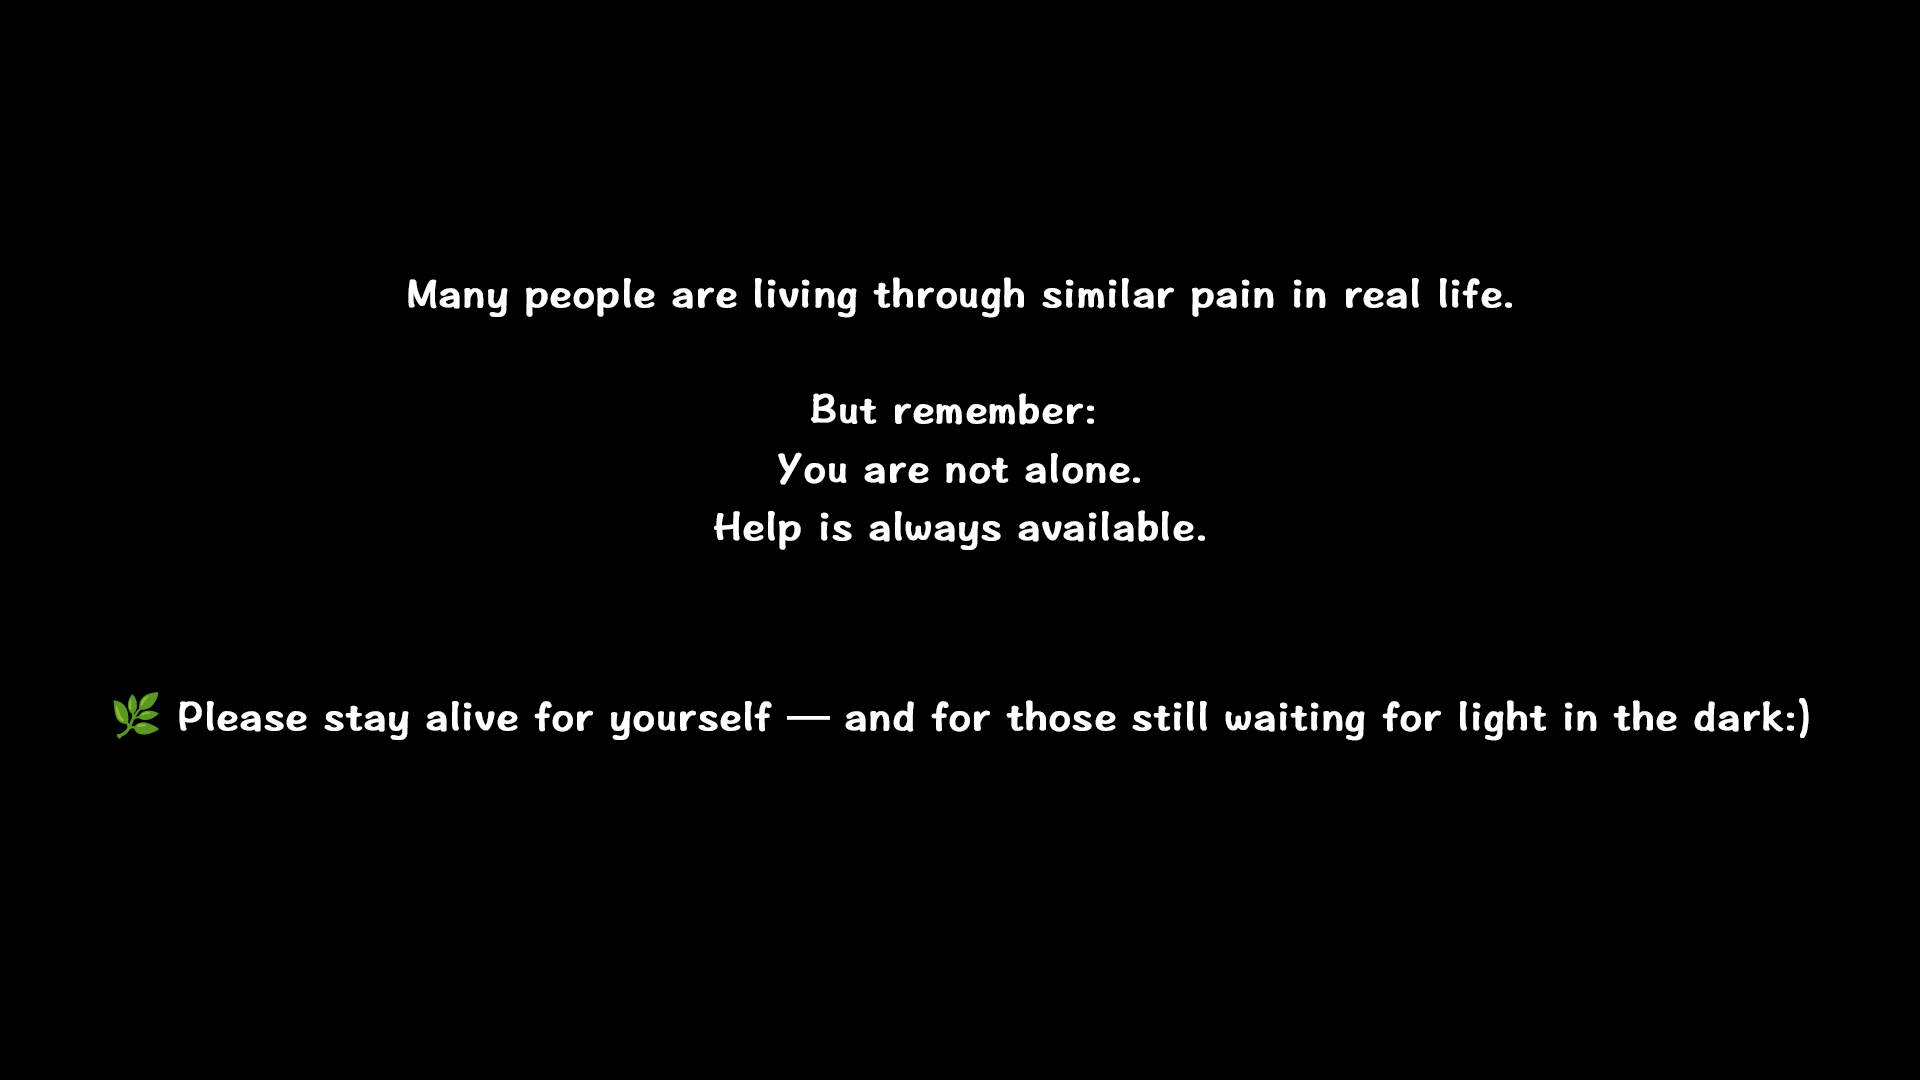 Many people are living through similar pain in real life.
But remember:
You are not alone.
Help is always available.
🌿 Please stay alive for yourself — and for those still waiting for light in the dark:)